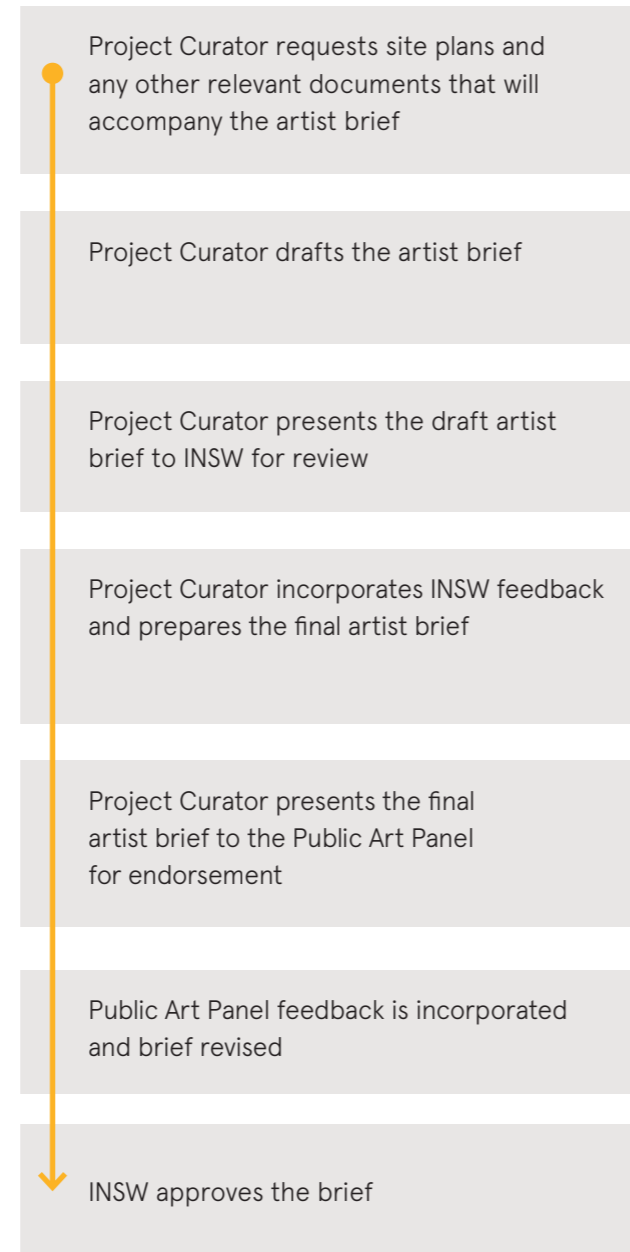 Project Curator requests site plans and
any other relevant documents that will
accompany the artist brief
Project Curator drafts the artist brief
Project Curator presents the draft artist
brief to INSW for review
Project Curator incorporates INSW feedback
and prepares the final artist brief
Project Curator presents the final
artist brief to the Public Art Panel
for endorsement
Public Art Panel feedback is incorporated
and brief revised
INSW approves the brief